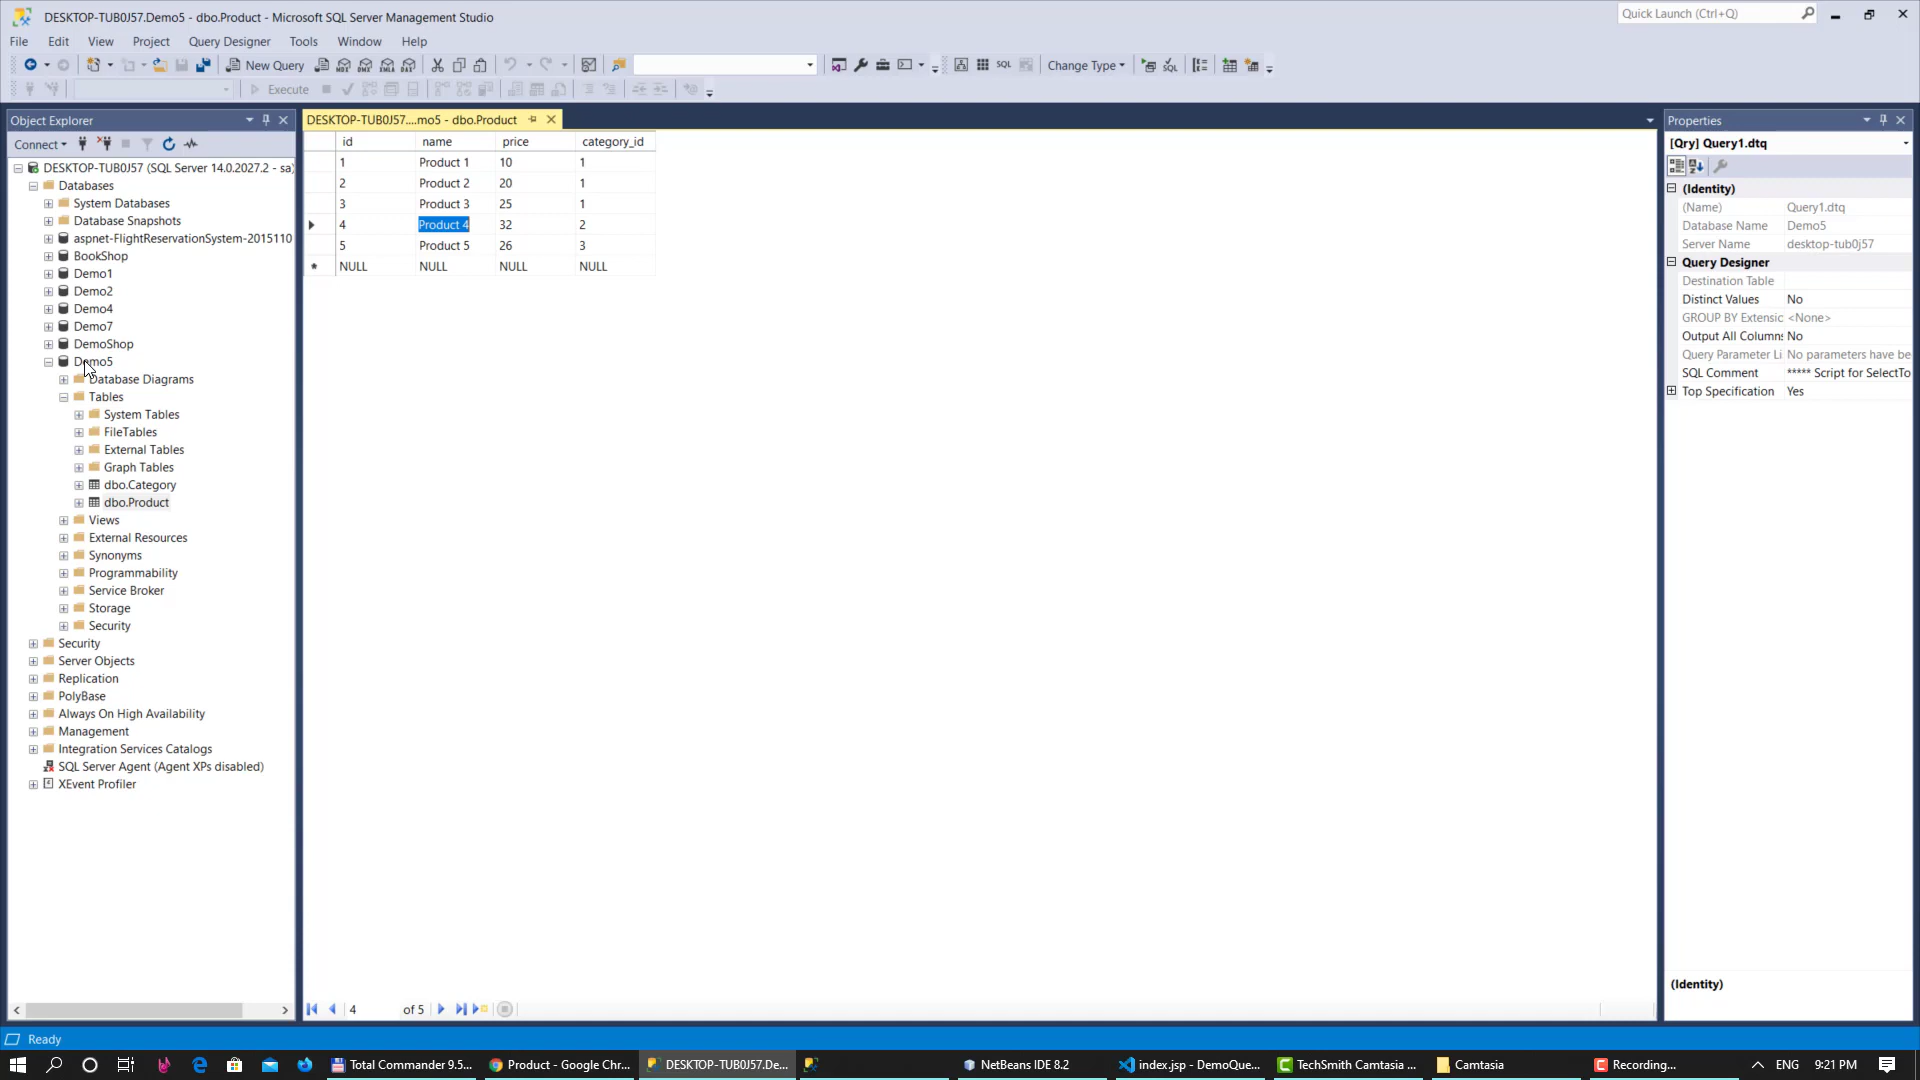 DESKTOP-TUB0J57.Demo5 - dbo.Product - Microsoft SQL Server Management Studio
Quick Launch (Ctrl+Q)
File Edit View Project Query Designer Tools Window Help
New Query Change Type
Execute
Object Explorer
DESKTOP-TUB0J57....mo5 - dbo.Product
Properties
Connect
[Qry] Query1.dtq
id name price category_id
1 Product 1 10 1
2 Product 2 20 1
3 Product 3 25 1
4 Product 4 32 2
5 Product 5 26 3
NULL NULL NULL NULL
DESKTOP-TUB0J57 (SQL Server 14.0.2027.2 - sa)
Databases
System Databases
Database Snapshots
aspnet-FlightReservationSystem-2015110
BookShop
Demo1
Demo2
Demo4
Demo7
DemoShop
Demo5
Database Diagrams
Tables
System Tables
FileTables
External Tables
Graph Tables
dbo.Category
dbo.Product
Views
External Resources
Synonyms
Programmability
Service Broker
Storage
Security
Security
Server Objects
Replication
PolyBase
Always On High Availability
Management
Integration Services Catalogs
SQL Server Agent (Agent XPs disabled)
XEvent Profiler
(Identity)
(Name) Query1.dtq
Database Name Demo5
Server Name desktop-tub0j57
Query Designer
Destination Table
Distinct Values No
GROUP BY Extensic <None>
Output All Column: No
Query Parameter Li No parameters have be
SQL Comment ***** Script for SelectTo
Top Specification Yes
(Identity)
4 of 5
Ready
Total Commander 9.5... Product - Google Chr... DESKTOP-TUB0J57.De... NetBeans IDE 8.2 index.jsp - DemoQue... TechSmith Camtasia ... Camtasia Recording... ENG 9:21 PM